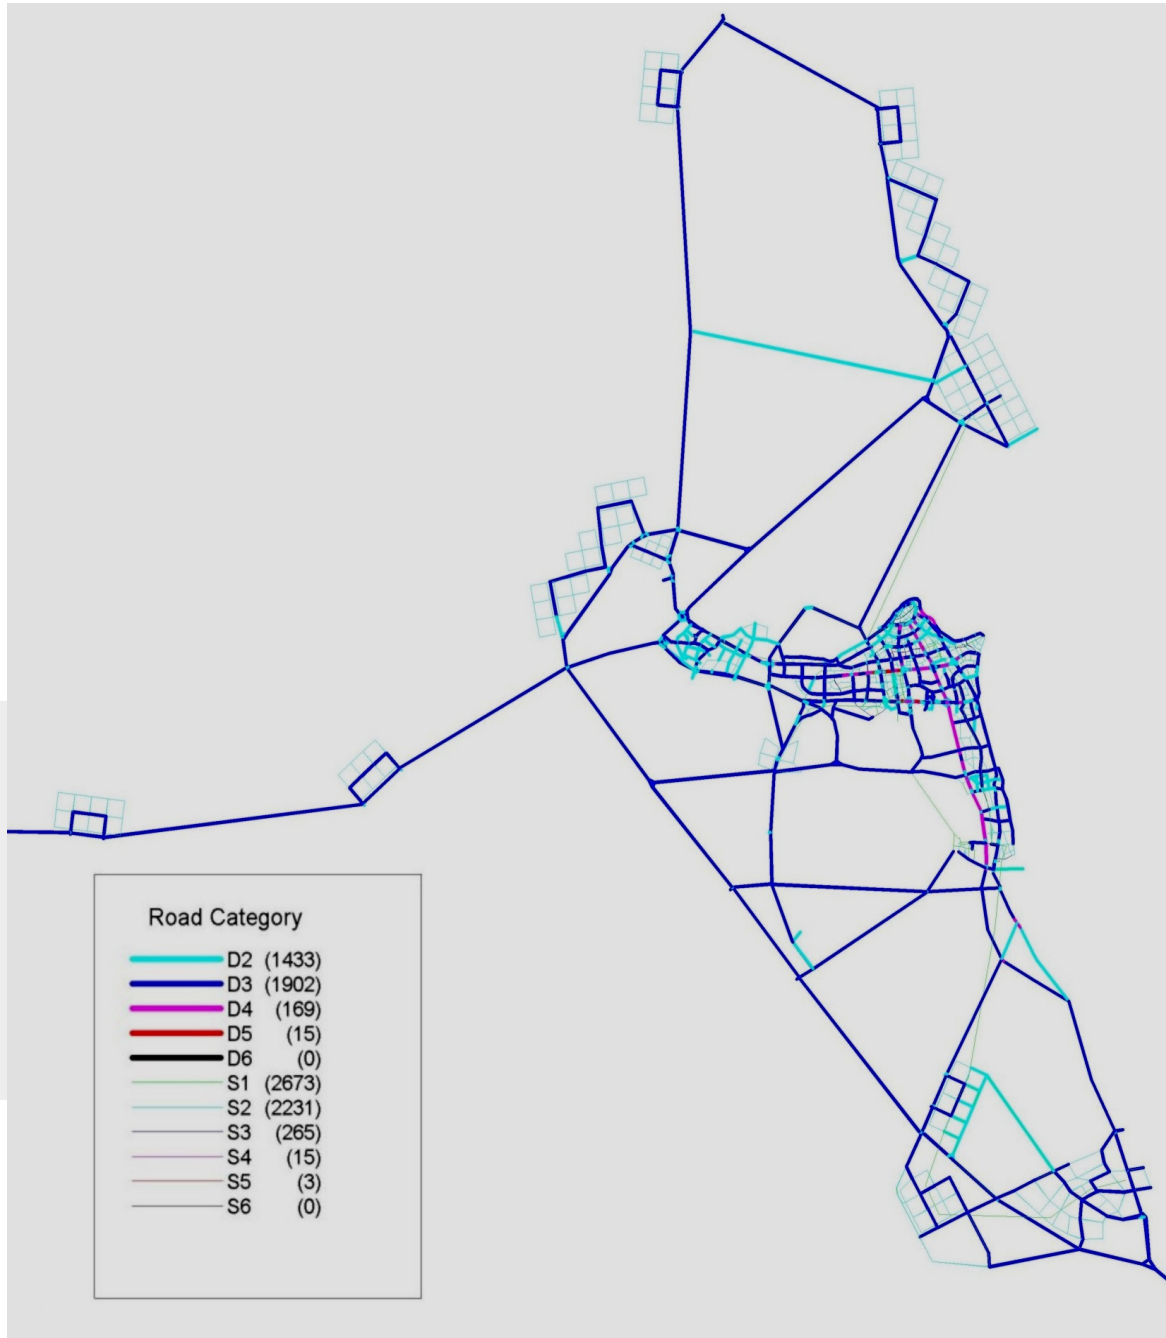 Road Category
D2 (1433)
D3 (1902)
D4 (169)
D5 (15)
D6 (0)
S1 (2673)
S2 (2231)
S3 (265)
S4 (15)
S5 (3)
S6 (0)